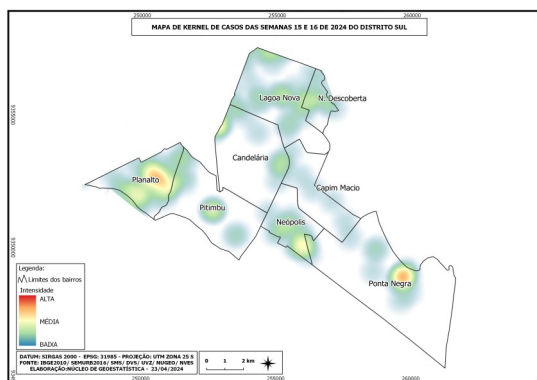 250000
255000
260000
MAPA DE KERNEL DE CASOS DAS SEMANAS 15 E 16 DE 2024 DO DISTRITO SUL
9355000
Lagoa Nova
N. Descoberta
Candelária
Planalto
Capim Macio
Pitimbu
Neópolis
9350000
Ponta Negra
Legenda:
Limites dos bairros
Intensidade
ALTA
MÉDIA
BAIXA
DATUM: SIRGAS 2000 - EPSG: 31985 - PROJEÇÃO: UTM ZONA 25 S
FONTE: IBGE2010/ SEMURB2016/ SMS/ DVS/ UVZ/ NUGEO/ NVES
ELABORAÇÃO:NÚCLEO DE GEOESTATÍSTICA - 23/04/2024
0 1 2 km
250000
255000
260000